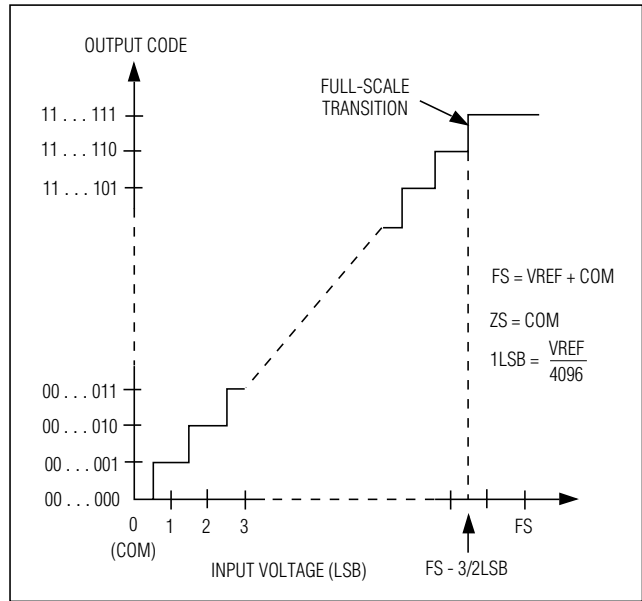 OUTPUT CODE
FULL-SCALE
TRANSITION
11 . . . 111
11 . . . 110
11 . . . 101
FS = VREF + COM
ZS = COM
1LSB = VREF
4096
00 . . . 011
00 . . . 010
00 . . . 001
00 . . . 000
0 1 2 3 FS
(COM)
INPUT VOLTAGE (LSB) FS - 3/2LSB